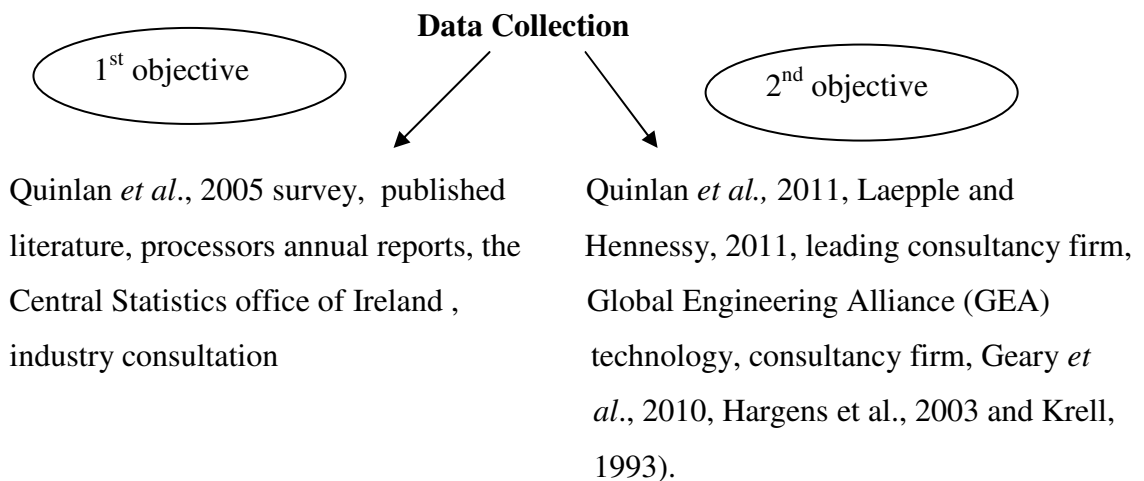 Data Collection
1st objective
2nd objective
Quinlan et al., 2005 survey, published
literature, processors annual reports, the
Central Statistics office of Ireland ,
industry consultation
Quinlan et al., 2011, Laepple and
Hennessy, 2011, leading consultancy firm,
Global Engineering Alliance (GEA)
technology, consultancy firm, Geary et
al., 2010, Hargens et al., 2003 and Krell,
1993).